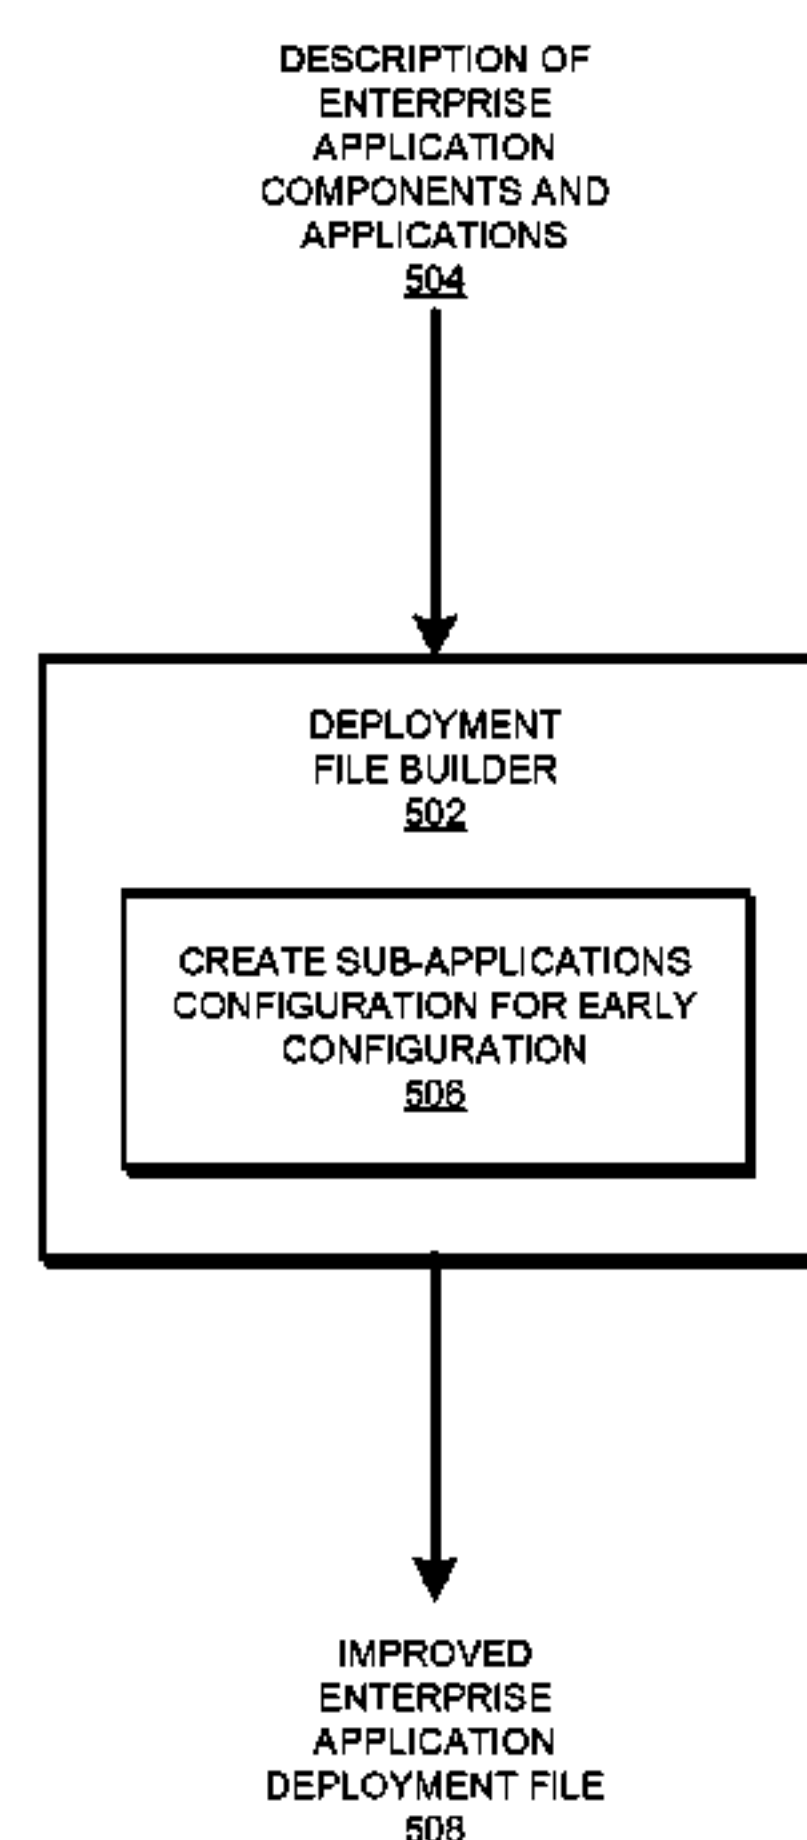 DESCRIPTION OF
ENTERPRISE
APPLICATION
COMPONENTS AND
APPLICATIONS
504
DEPLOYMENT
FILE BUILDER
502
CREATE SUB-APPLICATIONS
CONFIGURATION FOR EARLY
CONFIGURATION
506
IMPROVED
ENTERPRISE
APPLICATION
DEPLOYMENT FILE
508